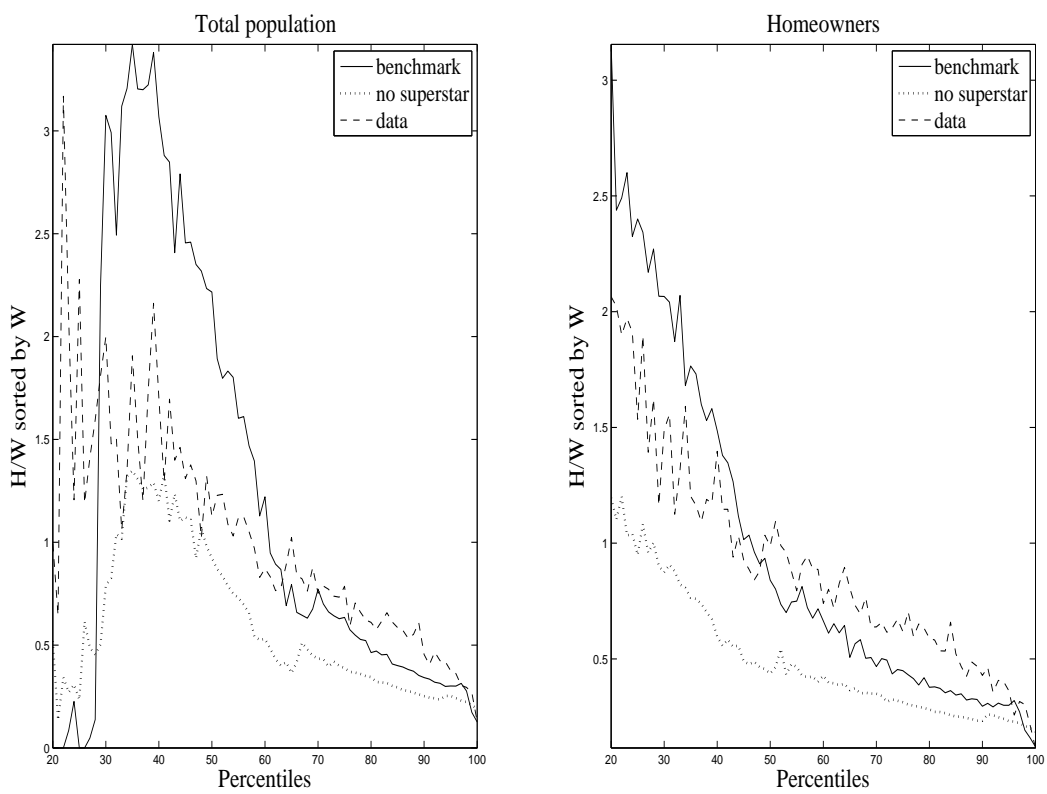 Total population
benchmark
no superstar
data
3
2.5
2
1.5
1
0.5
0
20 30 40 50 60 70 80 90 100
H/W sorted by W
Percentiles
Homeowners
benchmark
no superstar
data
3
2.5
2
1.5
1
0.5
20 30 40 50 60 70 80 90 100
H/W sorted by W
Percentiles